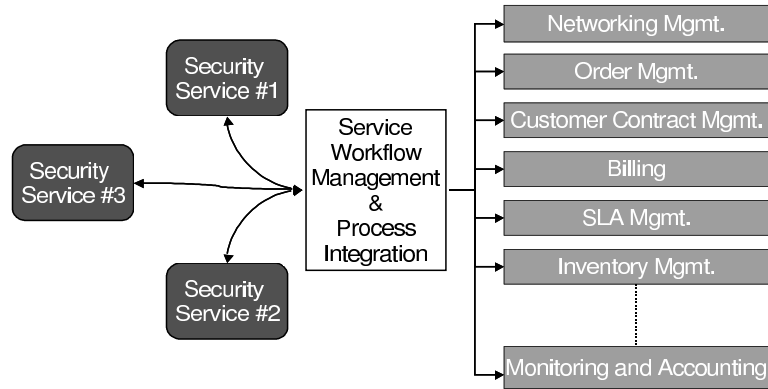 Security
Service #1
Security
Service #3
Security
Service #2
Service
Workflow
Management
&
Process
Integration
Networking Mgmt.
Order Mgmt.
Customer Contract Mgmt.
Billing
SLA Mgmt.
Inventory Mgmt.
Monitoring and Accounting